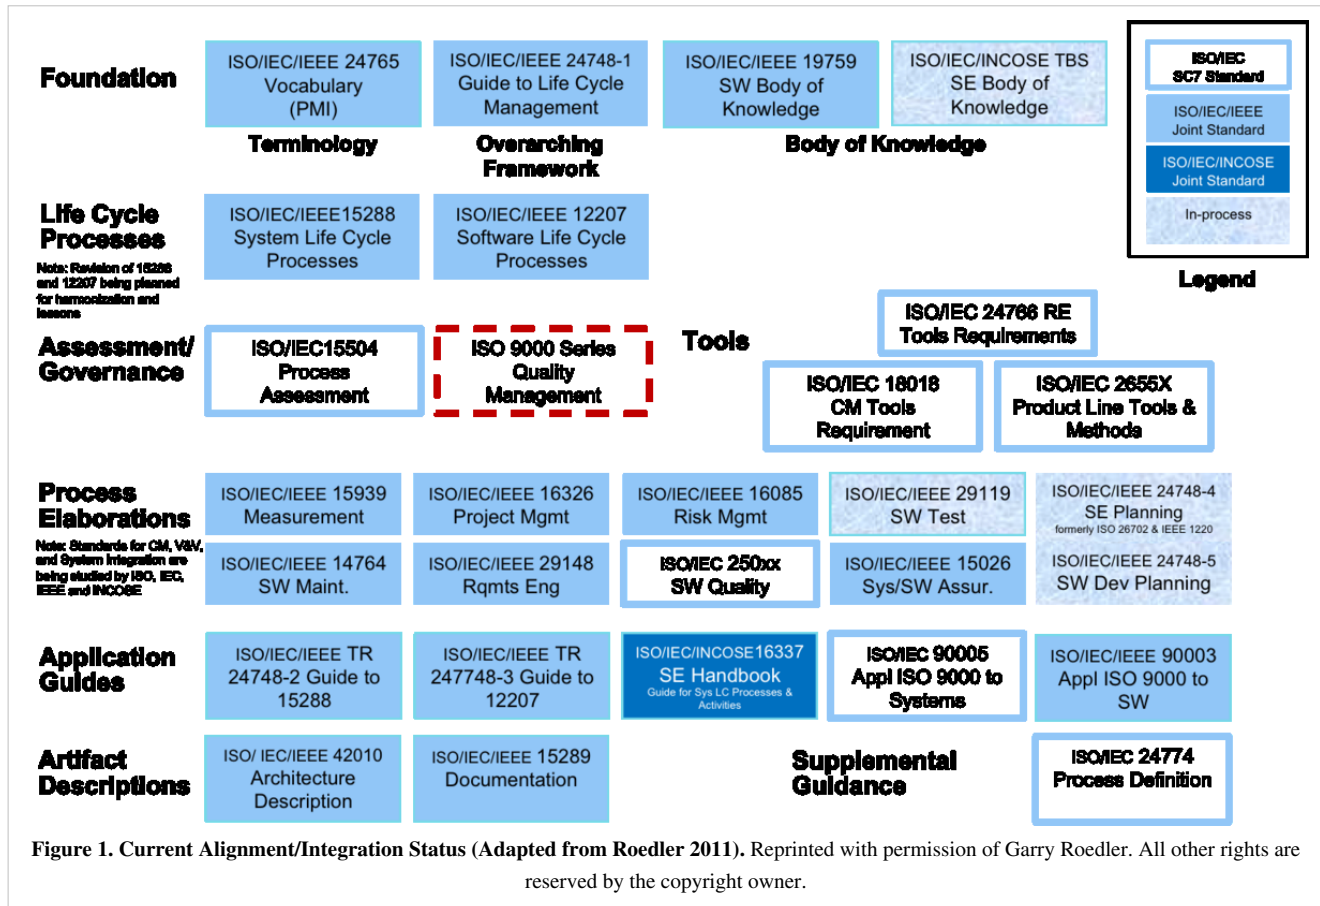 Foundation
ISO/IEC/IEEE 24765
Vocabulary
(PMI)
Terminology
ISO/IEC/IEEE 24748-1
Guide to Life Cycle
Management
Overarching
Framework
ISO/IEC/IEEE 19759
SW Body of
Knowledge
ISO/IEC/INCOSE TBS
SE Body of
Knowledge
Body of Knowledge
ISO/IEC
SC7 Standard
ISO/IEC/IEEE
Joint Standard
ISO/IEC/INCOSE
Joint Standard
In-process
Legend
Life Cycle
Processes
Note: Revision of 15288
and 12207 being planned
for harmonization and
lessons
ISO/IEC/IEEE15288
System Life Cycle
Processes
ISO/IEC/IEEE 12207
Software Life Cycle
Processes
Assessment/
Governance
ISO/IEC15504
Process
Assessment
ISO 9000 Series
Quality
Management
Tools
ISO/IEC 24766 RE
Tools Requirements
ISO/IEC 18018
CM Tools
Requirement
ISO/IEC 2655X
Product Line Tools &
Methods
Process
Elaborations
Note: Standards for CM, V&V,
and System Integration are
being studied by ISO, IEC,
IEEE and INCOSE
ISO/IEC/IEEE 15939
Measurement
ISO/IEC/IEEE 16326
Project Mgmt
ISO/IEC/IEEE 16085
Risk Mgmt
ISO/IEC/IEEE 29119
SW Test
ISO/IEC/IEEE 24748-4
SE Planning
formerly ISO 26702 & IEEE 1220
ISO/IEC/IEEE 14764
SW Maint.
ISO/IEC/IEEE 29148
Rqmts Eng
ISO/IEC 250xx
SW Quality
ISO/IEC/IEEE 15026
Sys/SW Assur.
ISO/IEC/IEEE 24748-5
SW Dev Planning
Application
Guides
ISO/IEC/IEEE TR
24748-2 Guide to
15288
ISO/IEC/IEEE TR
247748-3 Guide to
12207
ISO/IEC/INCOSE16337
SE Handbook
Guide for Sys LC Processes &
Activities
ISO/IEC 90005
Appl ISO 9000 to
Systems
ISO/IEC/IEEE 90003
Appl ISO 9000 to
SW
Artifact
Descriptions
ISO/ IEC/IEEE 42010
Architecture
Description
ISO/IEC/IEEE 15289
Documentation
Supplemental
Guidance
ISO/IEC 24774
Process Definition
Figure 1. Current Alignment/Integration Status (Adapted from Roedler 2011). Reprinted with permission of Garry Roedler. All other rights are
reserved by the copyright owner.